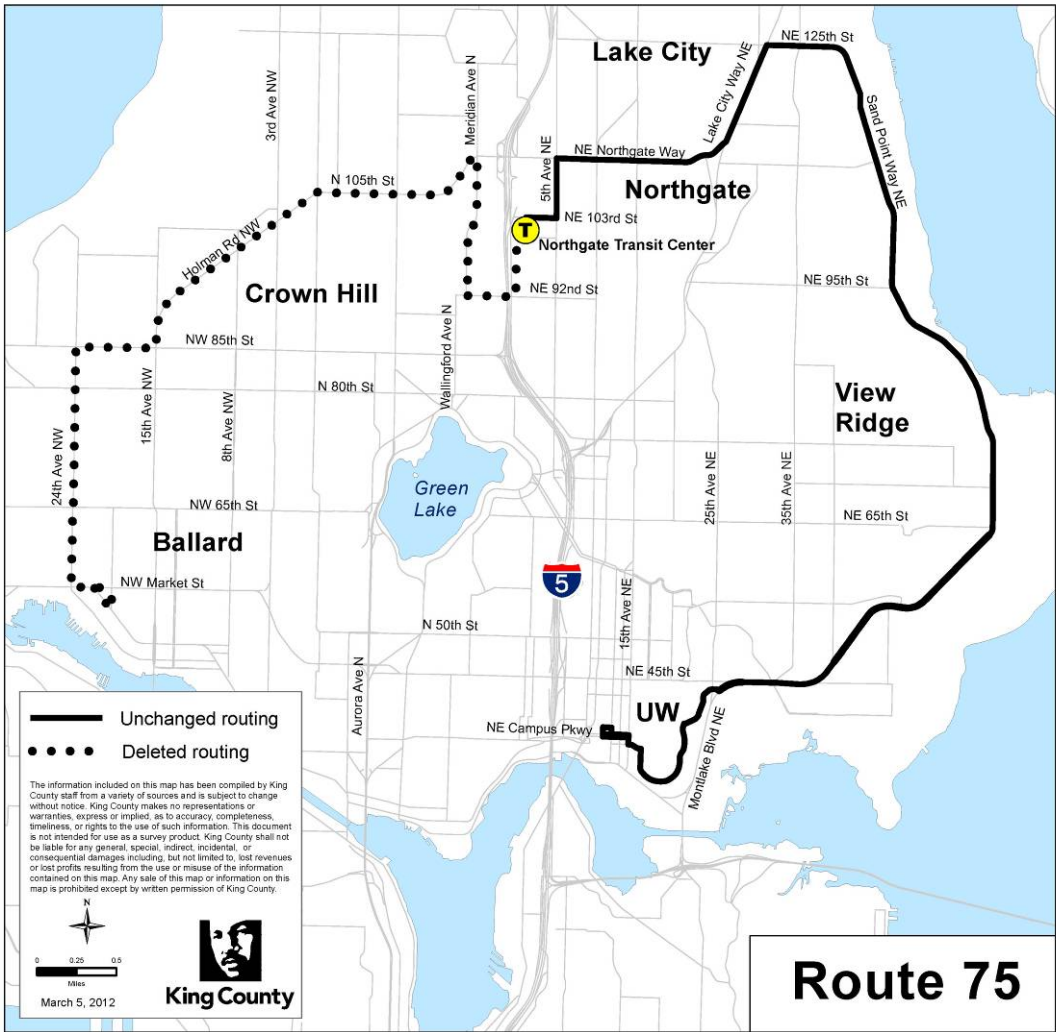 Lake City
NE 125th St
Meridian Ave N
3rd Ave NW
Lake City Way NE
Sand Point Way NE
NE Northgate Way
5th Ave NE
N 105th St
Northgate
NE 103rd St
T
Northgate Transit Center
Holman Rd NW
Crown Hill
NE 92nd St
NE 95th St
Wallingford Ave N
NW 85th St
N 80th St
15th Ave NW
8th Ave NW
View
Ridge
24th Ave NW
Green
Lake
25th Ave NE
35th Ave NE
NW 65th St
NE 65th St
Ballard
NW Market St
5
15th Ave NE
N 50th St
Aurora Ave N
NE 45th St
UW
NE Campus Pkwy
Montlake Blvd NE
Unchanged routing
Deleted routing
The information included on this map has been compiled by King
County staff from a variety of sources and is subject to change
without notice. King County makes no representations or
warranties, express or implied, as to accuracy, completeness,
timeliness, or rights to the use of such information. This document
is not intended for use as a survey product. King County shall not
be liable for any general, special, indirect, incidental, or
consequential damages including, but not limited to, lost revenues
or lost profits resulting from the use or misuse of the information
contained on this map. Any sale of this map or information on this
map is prohibited except by written permission of King County.
N
0 0.25 0.5
Miles
March 5, 2012
King County
Route 75